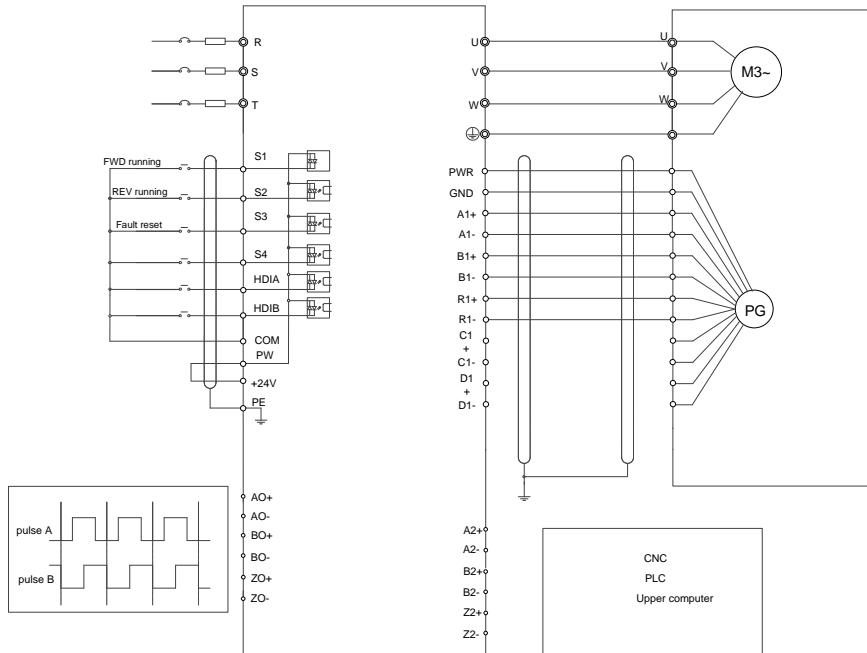 R
S
T
U
V
W
U
V
W
M3~
FWD running
REV running
Fault reset
S1
S2
S3
S4
HDIA
HDIB
COM
PW
+24V
PE
PWR
GND
A1+
A1-
B1+
B1-
R1+
R1-
C1
+
C1-
D1
+
D1-
PG
pulse A
pulse B
AO+
AO-
BO+
BO-
ZO+
ZO-
A2+
A2-
B2+
B2-
Z2+
Z2-
CNC
PLC
Upper computer